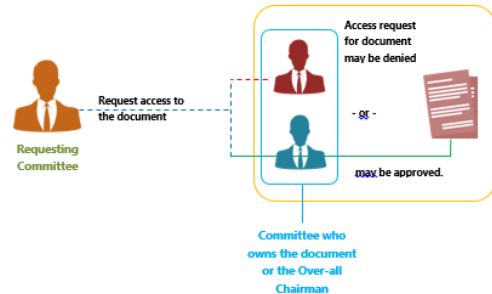 Access request
for document
may be denied
Request access to
the document
- or -
Requesting
Committee
may be approved.
Committee who
owns the document
or the Over-all
Chairman